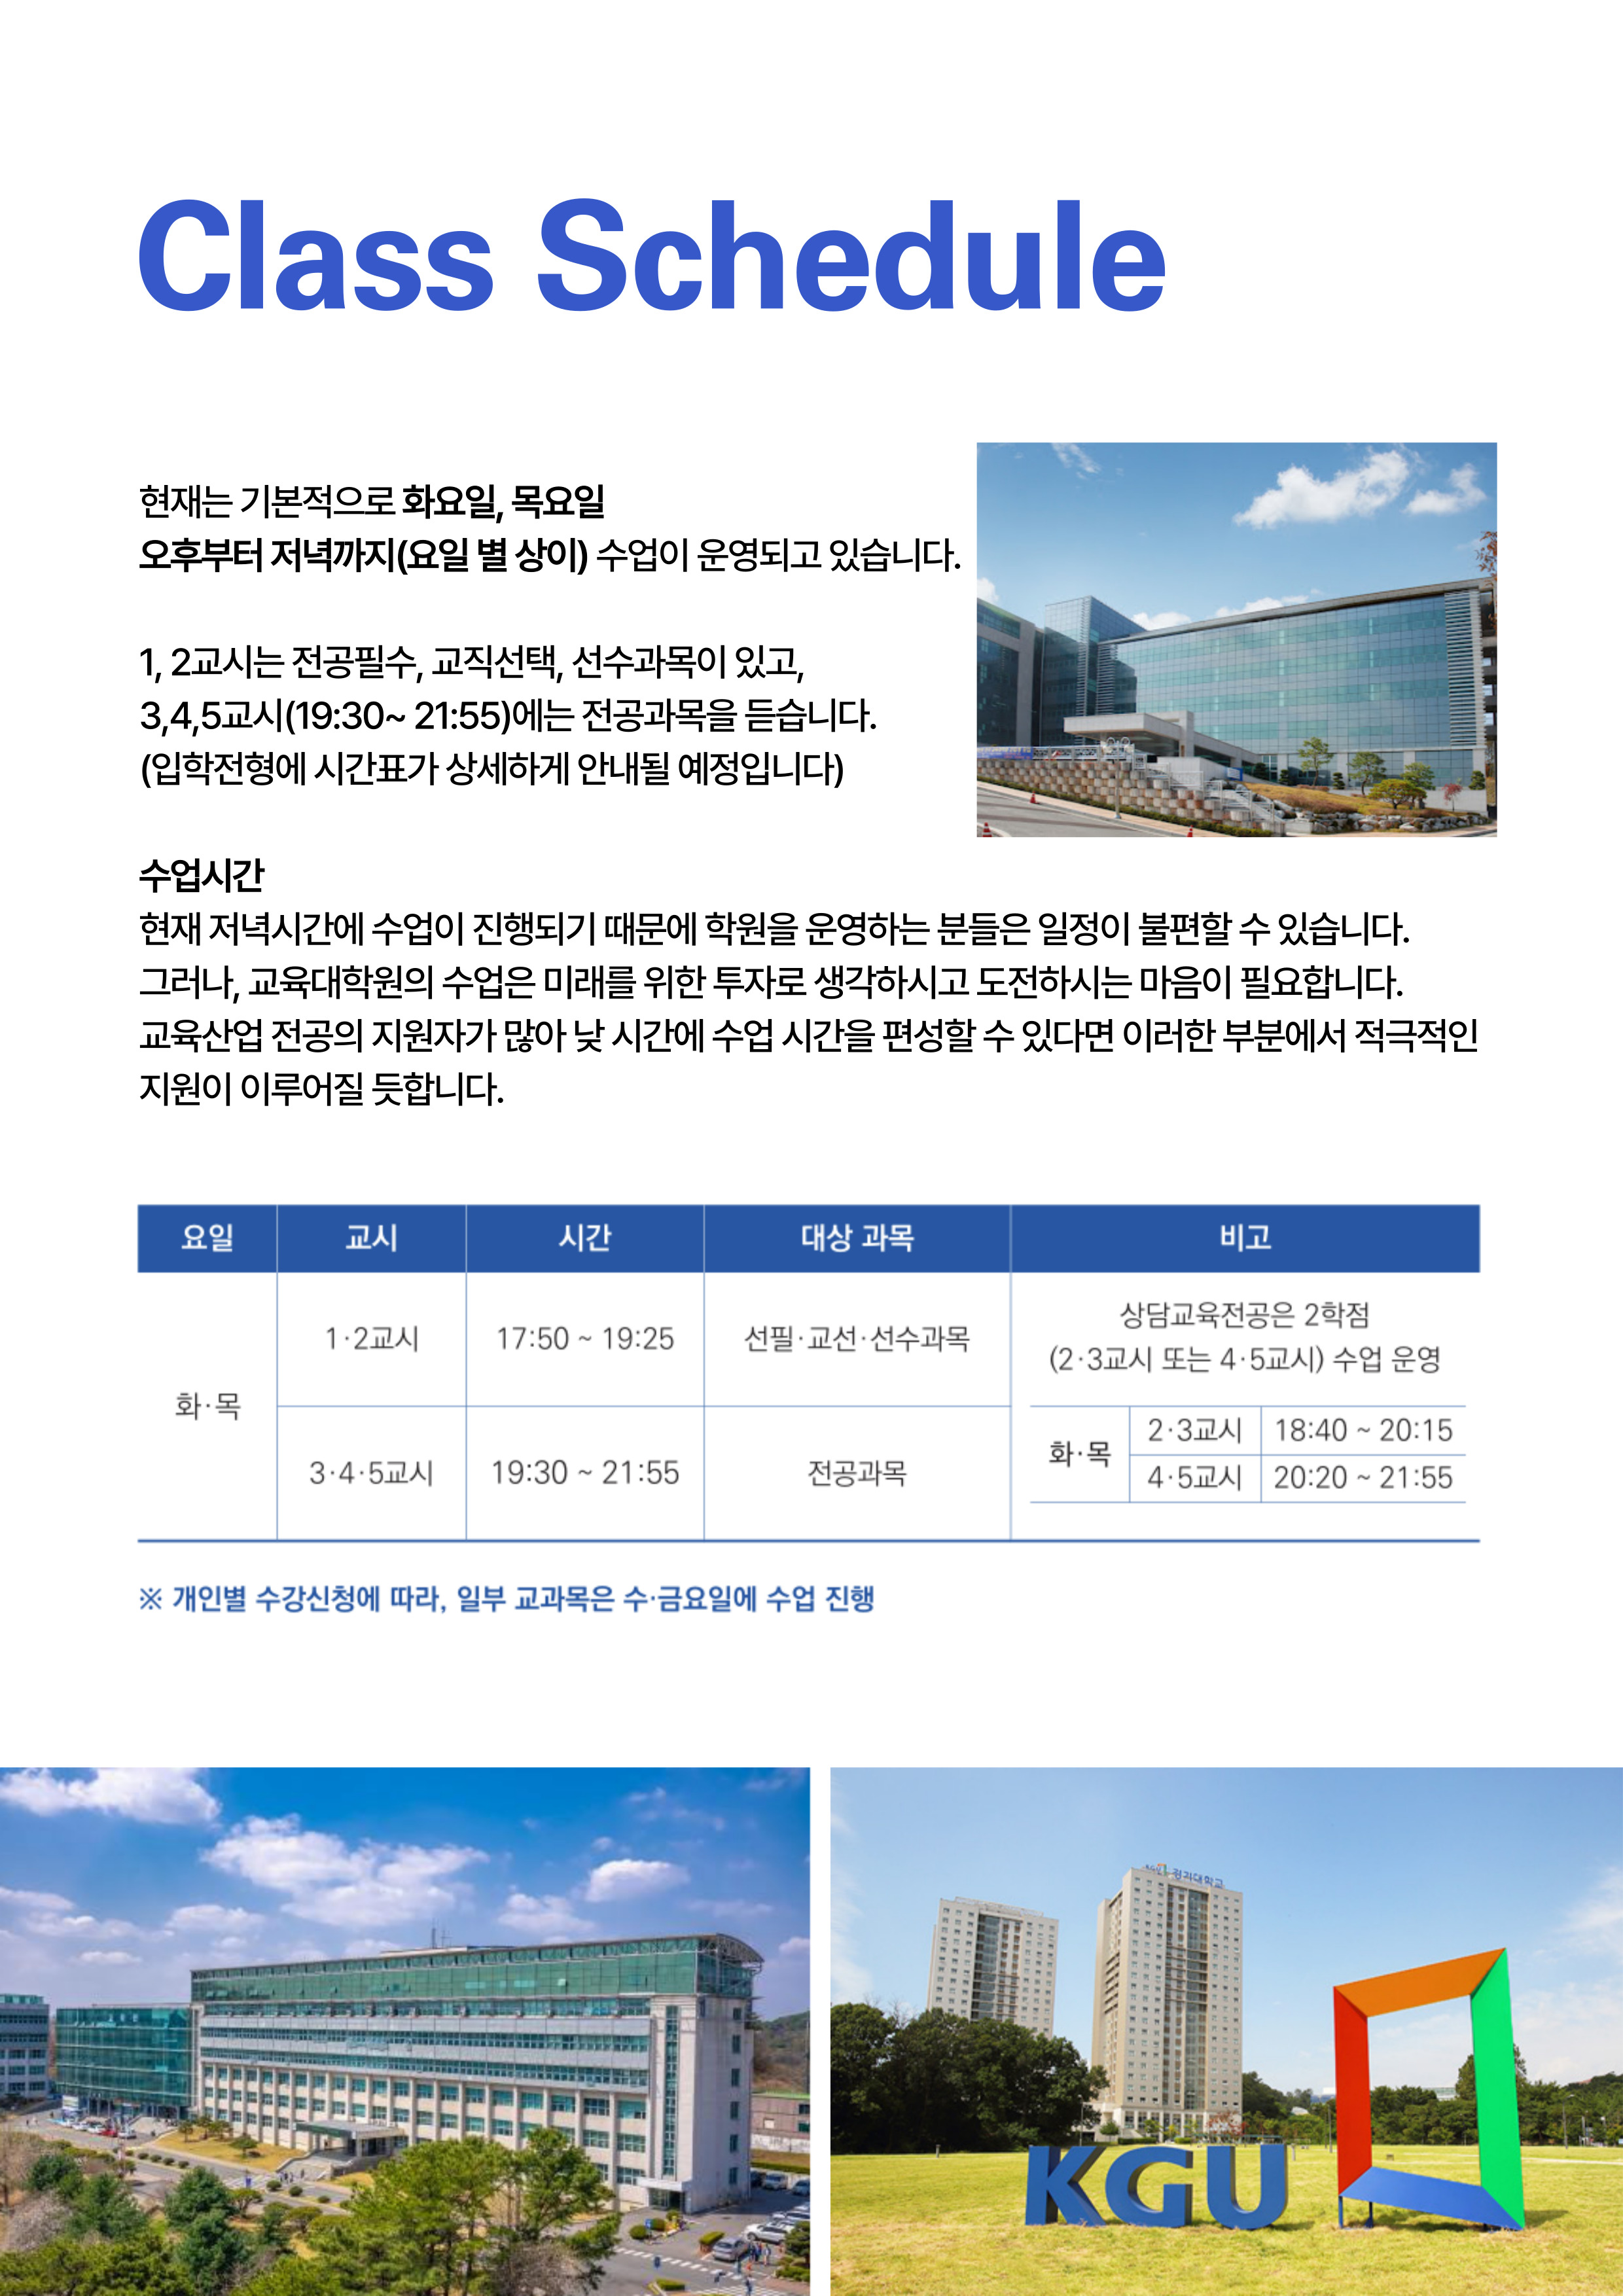 Class Schedule
현재는 기본적으로 화요일, 목요일
오후부터 저녁까지(요일 별 상이) 수업이 운영되고 있습니다.
1, 2교시는 전공필수, 교직선택, 선수과목이 있고,
3,4,5교시(19:30~ 21:55)에는 전공과목을 듣습니다.
(입학전형에 시간표가 상세하게 안내될 예정입니다)
수업시간
현재 저녁시간에 수업이 진행되기 때문에 학원을 운영하는 분들은 일정이 불편할 수 있습니다.
그러나, 교육대학원의 수업은 미래를 위한 투자로 생각하시고 도전하시는 마음이 필요합니다.
교육산업 전공의 지원자가 많아 낮 시간에 수업 시간을 편성할 수 있다면 이러한 부분에서 적극적인
지원이 이루어질 듯합니다.
요일 교시 시간 대상 과목 비고
화·목
1·2교시 17:50 ~ 19:25 선필·교선·선수과목
상담교육전공은 2학점
(2·3교시 또는 4·5교시) 수업 운영
3·4·5교시 19:30 ~ 21:55 전공과목
화·목
2·3교시 18:40 ~ 20:15
4·5교시 20:20 ~ 21:55
※ 개인별 수강신청에 따라, 일부 교과목은 수·금요일에 수업 진행
경기대학교
KGU